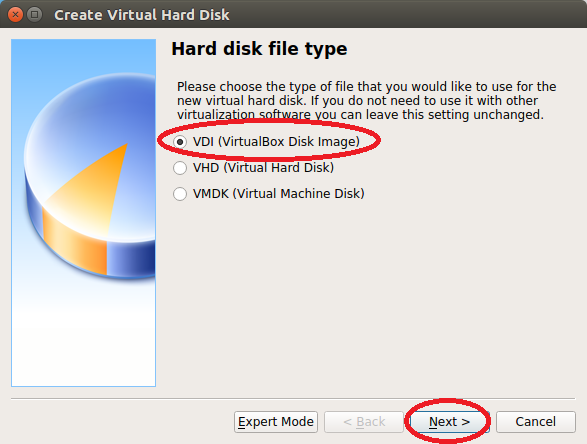 Create Virtual Hard Disk
Hard disk file type
Please choose the type of file that you would like to use for the
new virtual hard disk. If you do not need to use it with other
virtualization software you can leave this setting unchanged.
VDI (VirtualBox Disk Image)
VHD (Virtual Hard Disk)
VMDK (Virtual Machine Disk)
Expert Mode
< Back
Next >
Cancel